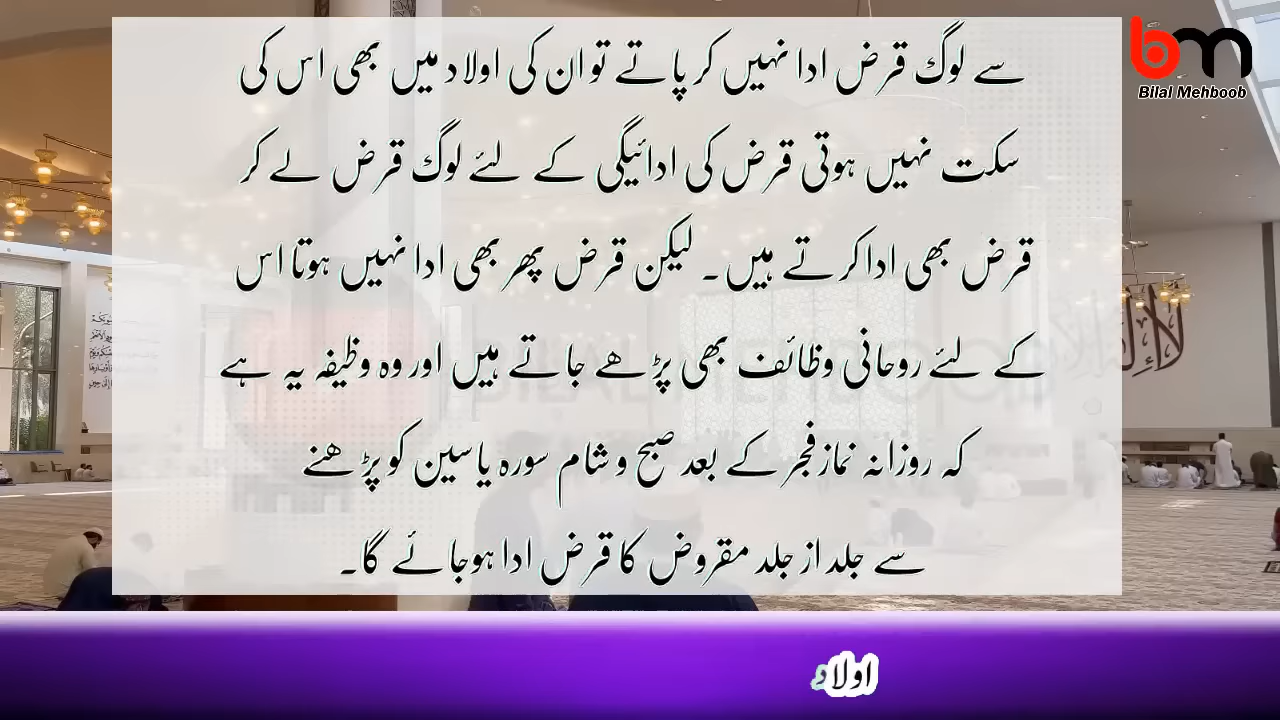 سے لوگ قرض ادا نہیں کر پاتے تو ان کی اولاد میں بھی اس کی
سکت نہیں ہوتی قرض کی ادائیگی کے لئے لوگ قرض لے کر
قرض بھی ادا کرتے ہیں۔ لیکن قرض پھر بھی ادا نہیں ہوتا اس
کے لئے روحانی وظائف بھی پڑھے جاتے ہیں اور وہ وظیفہ یہ ہے
کہ روزانہ نماز فجر کے بعد صبح و شام سورہ یاسین کو پڑھنے
سے جلد از جلد مقروض کا قرض ادا ہوجائے گا۔
bm
Bilal Mehboob
BILAL MEHBOOB
اولاد